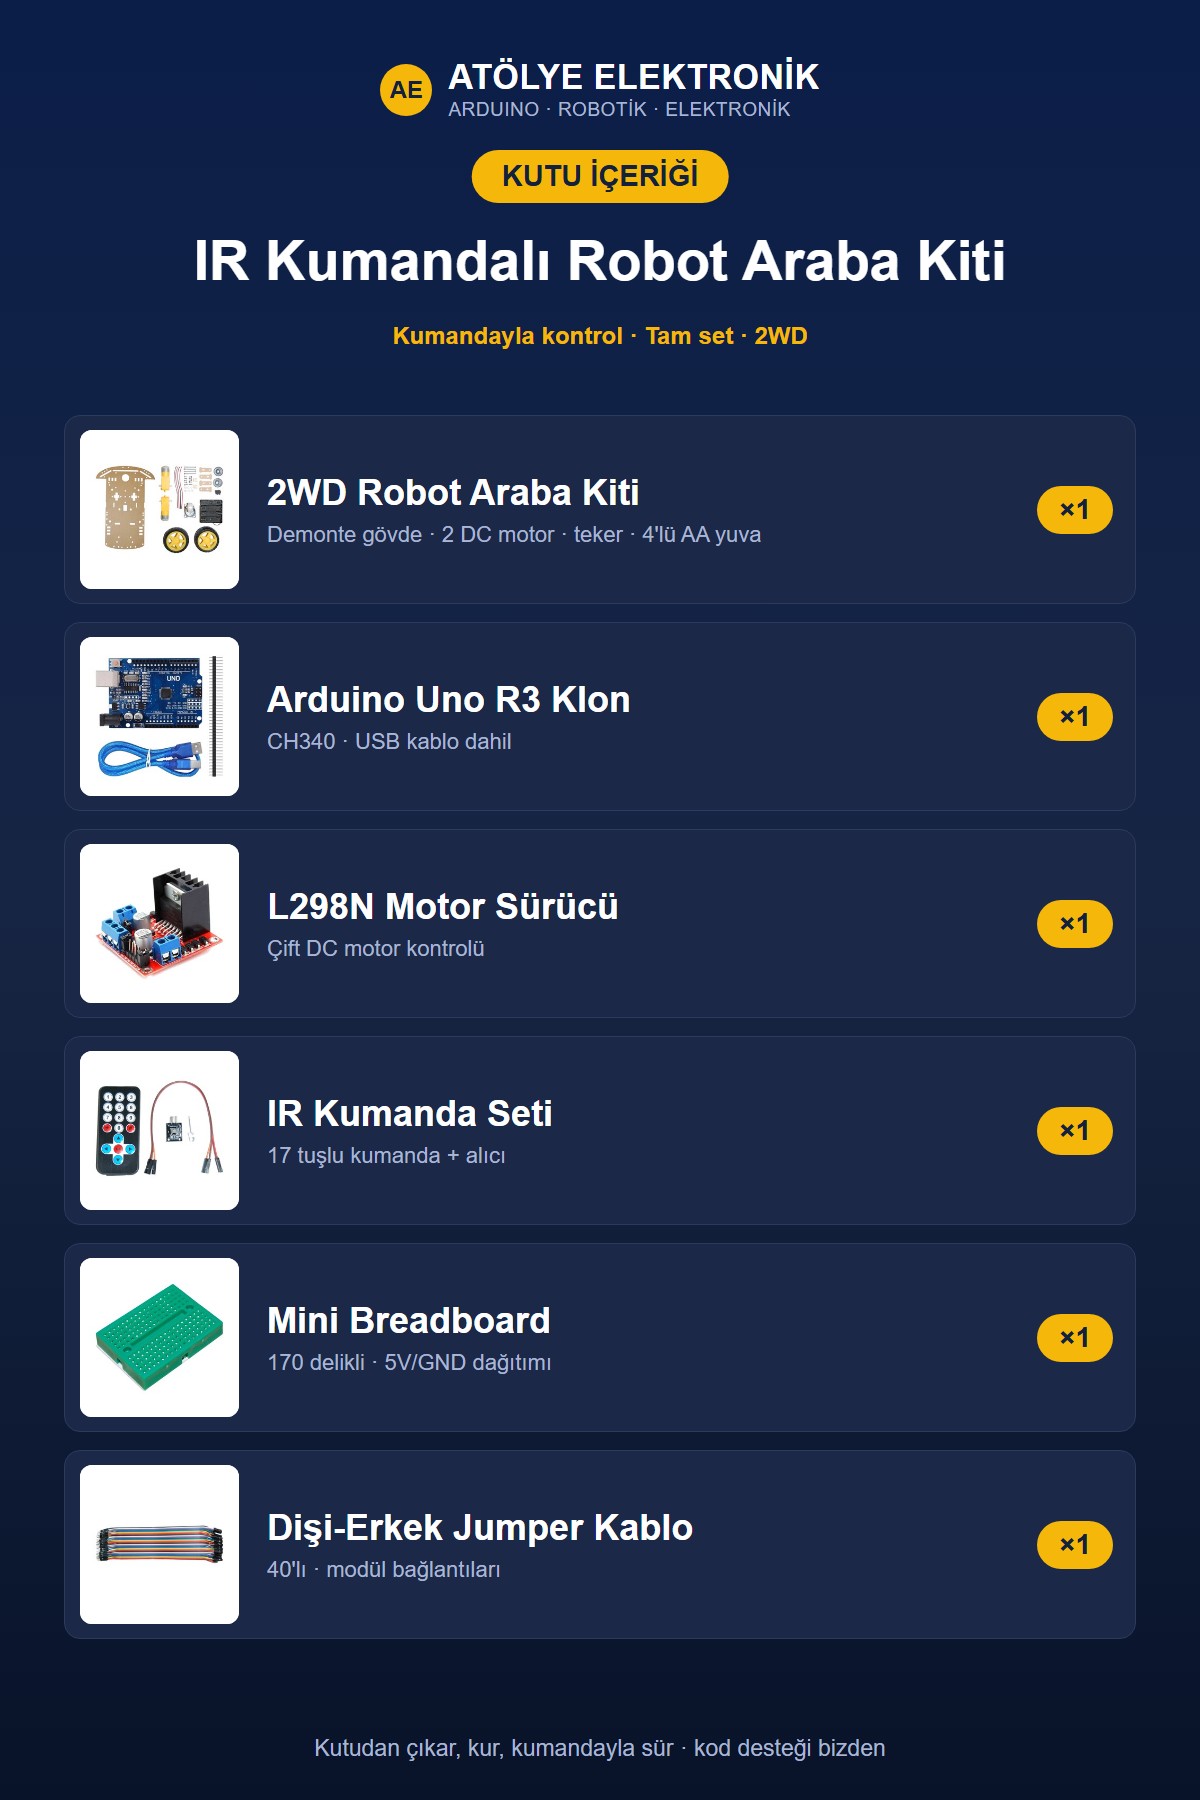 AE
ATÖLYE ELEKTRONİK
ARDUINO · ROBOTİK · ELEKTRONİK
KUTU İÇERİĞİ
IR Kumandalı Robot Araba Kiti
Kumandayla kontrol · Tam set · 2WD
2WD Robot Araba Kiti
Demonte gövde · 2 DC motor · teker · 4'lü AA yuva
×1
UNO
Arduino Uno R3 Klon
CH340 · USB kablo dahil
×1
L298N Motor Sürücü
Çift DC motor kontrolü
×1
IR Kumanda Seti
17 tuşlu kumanda + alıcı
×1
Mini Breadboard
170 delikli · 5V/GND dağıtımı
×1
Dişi-Erkek Jumper Kablo
40'lı · modül bağlantıları
×1
Kutudan çıkar, kur, kumandayla sür · kod desteği bizden